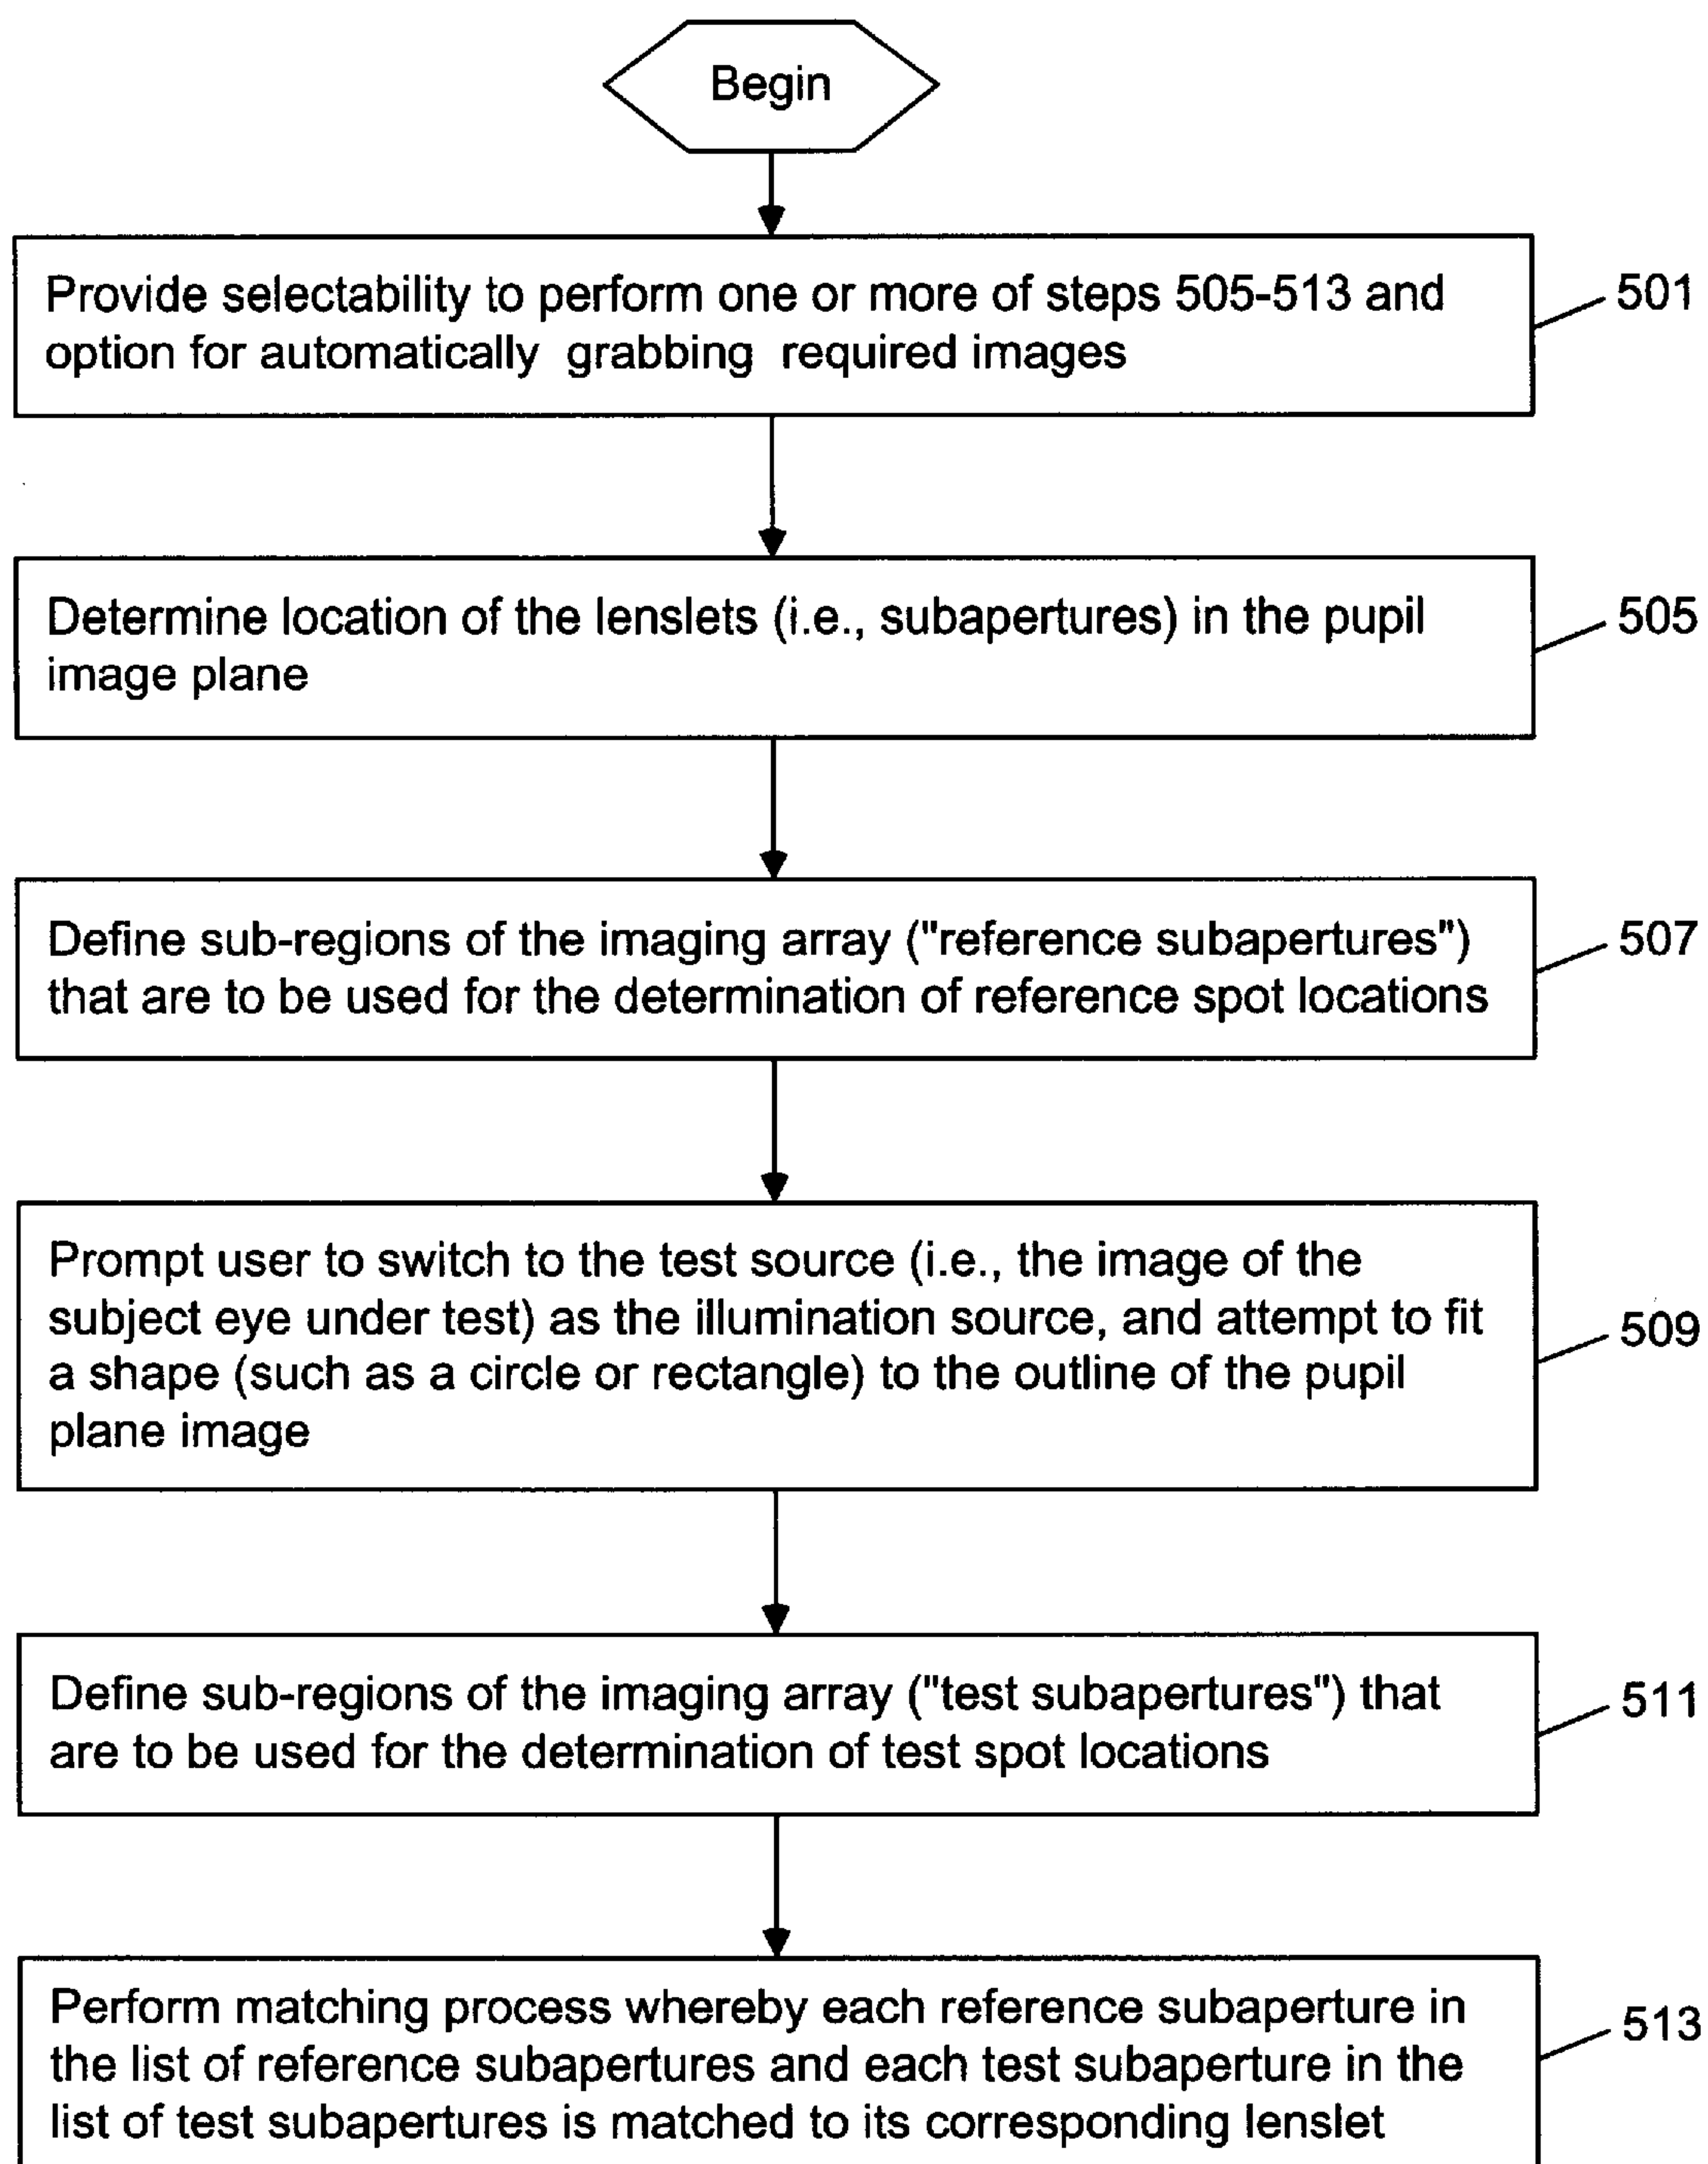 Begin
Provide selectability to perform one or more of steps 505-513 and
option for automatically grabbing required images
501
Determine location of the lenslets (i.e., subapertures) in the pupil
image plane
505
Define sub-regions of the imaging array ("reference subapertures")
that are to be used for the determination of reference spot locations
507
Prompt user to switch to the test source (i.e., the image of the
subject eye under test) as the illumination source, and attempt to fit
a shape (such as a circle or rectangle) to the outline of the pupil
plane image
509
Define sub-regions of the imaging array ("test subapertures") that
are to be used for the determination of test spot locations
511
Perform matching process whereby each reference subaperture in
the list of reference subapertures and each test subaperture in the
list of test subapertures is matched to its corresponding lenslet
513